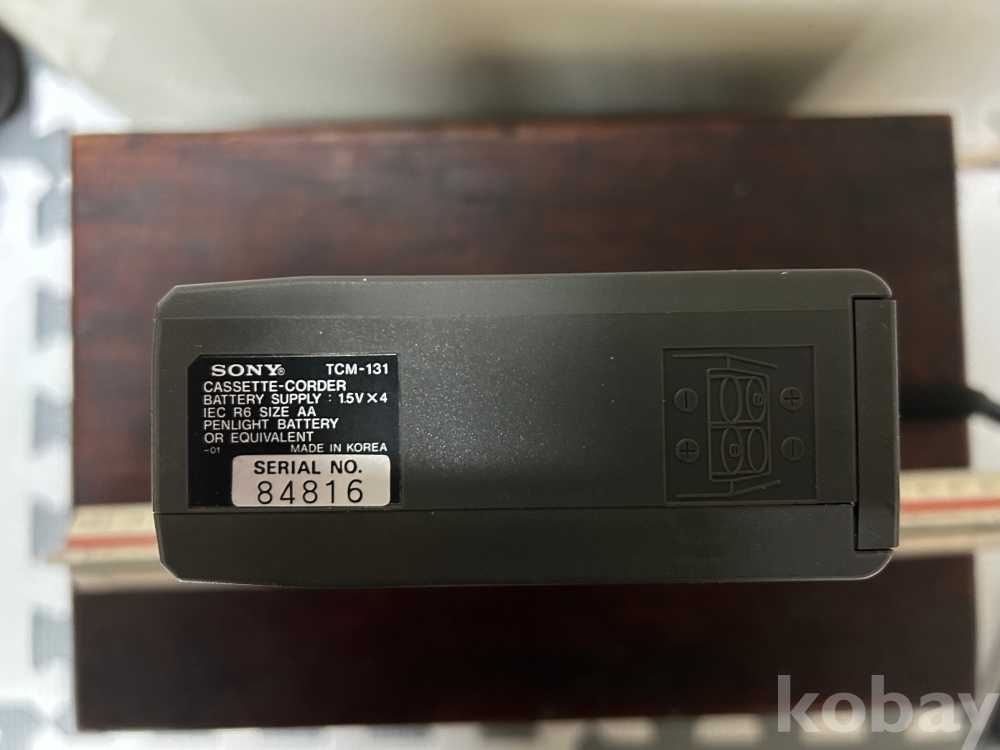 SONY® TCM-131
CASSETTE-CORDER
BATTERY SUPPLY : 1.5V×4
IEC R6 SIZE AA
PENLIGHT BATTERY
OR EQUIVALENT
-01 MADE IN KOREA
SERIAL NO.
84816
kobay